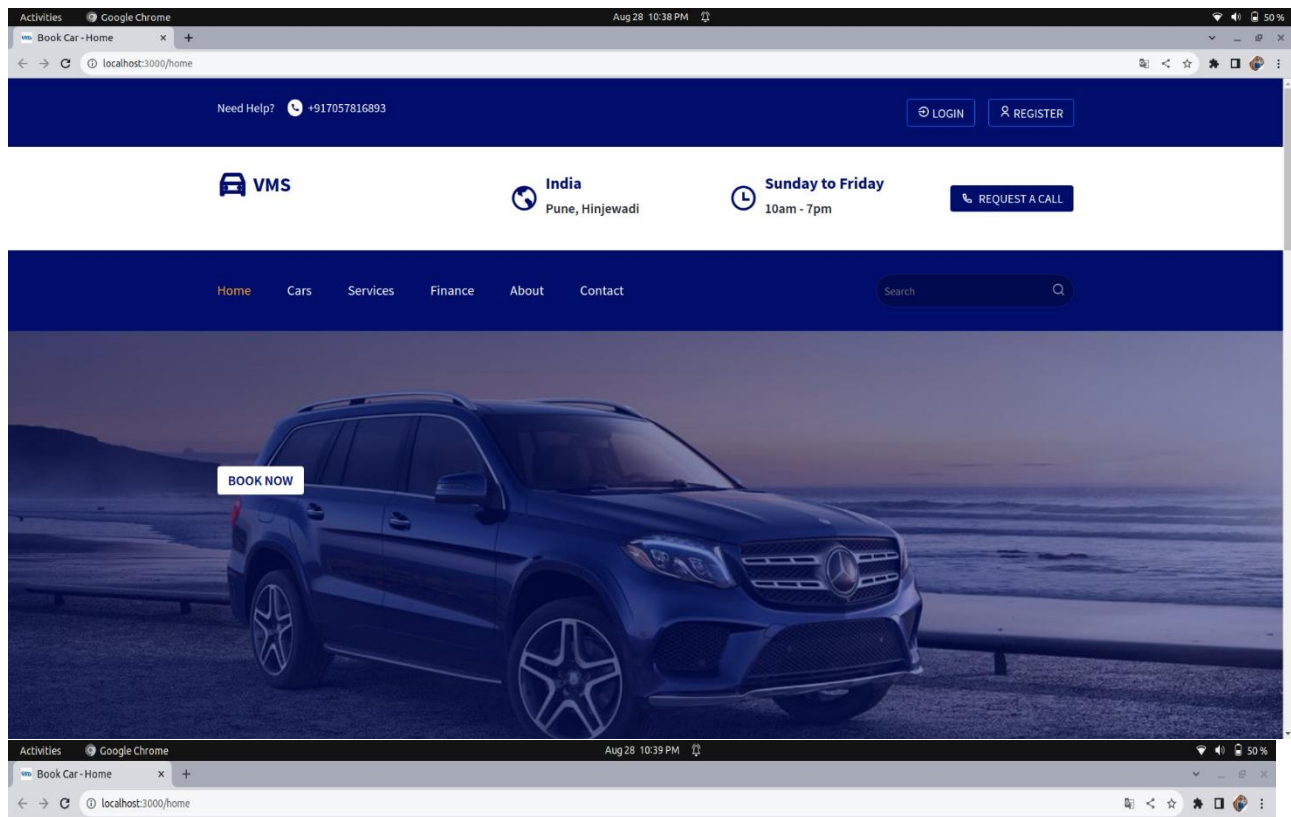 Activities Google Chrome Aug 28 10:38 PM 50 %
vms Book Car - Home
localhost:3000/home
Need Help? +917057816893 LOGIN REGISTER
VMS India Sunday to Friday REQUEST A CALL
Pune, Hinjewadi 10am - 7pm
Home Cars Services Finance About Contact Search
BOOK NOW
Activities Google Chrome Aug 28 10:39 PM 50 %
vms Book Car - Home
localhost:3000/home